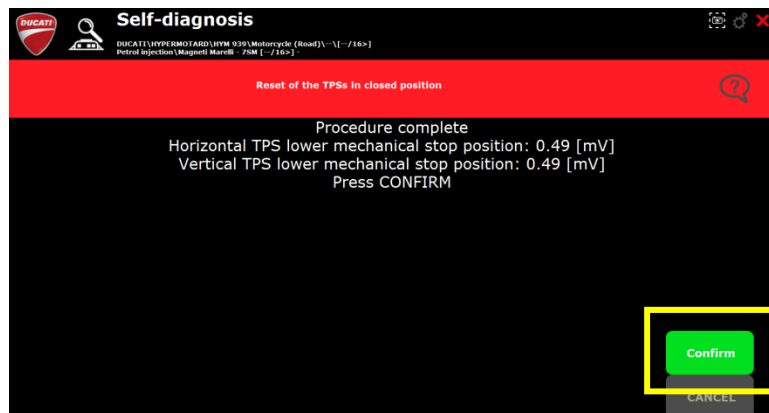 DUCATI
Self-diagnosis
DUCATI\HYPERMOTARD\HYM 939\Motorcycle (Road)\--\[--/16>]
Petrol injection\Magneti Marelli - 7SM [--/16>] -
Reset of the TPSs in closed position
?
Procedure complete
Horizontal TPS lower mechanical stop position: 0.49 [mV]
Vertical TPS lower mechanical stop position: 0.49 [mV]
Press CONFIRM
Confirm
CANCEL